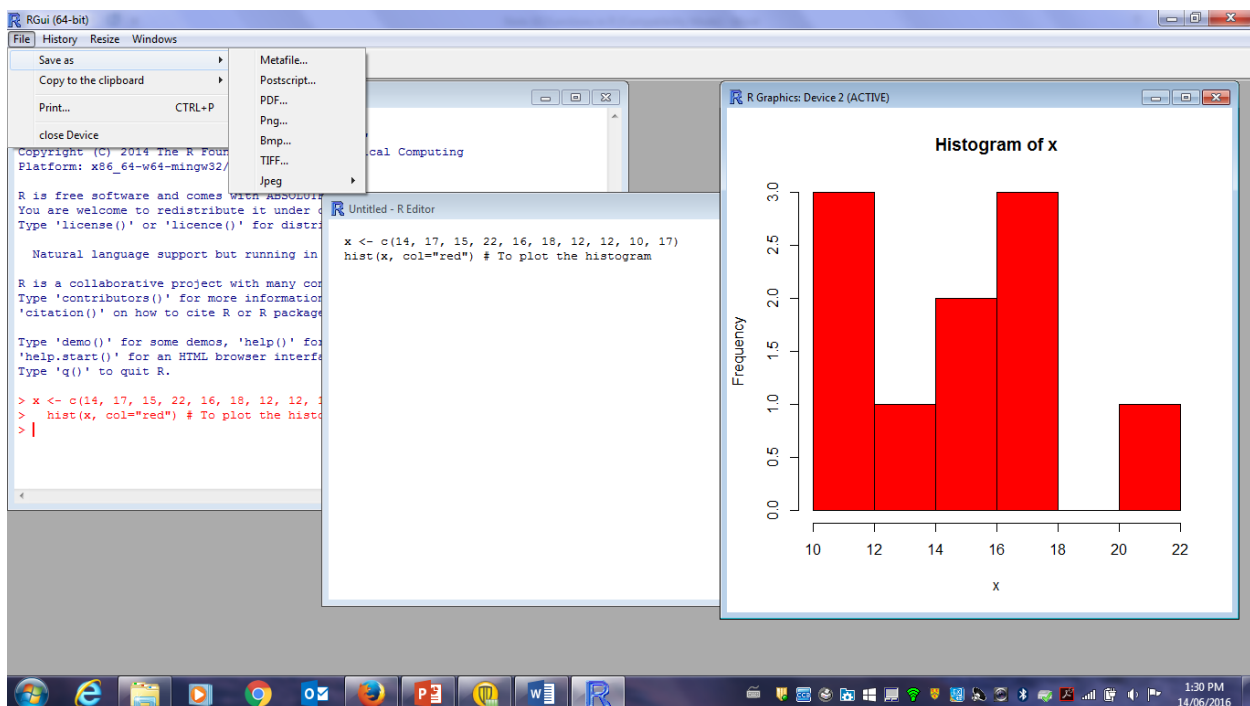 RGui (64-bit)
File History Resize Windows
Save as
Copy to the clipboard
Print... CTRL+P
close Device
Metafile...
Postscript...
PDF...
Png...
Bmp...
TIFF...
Jpeg
Copyright (C) 2014 The R Foun cal Computing
Platform: x86_64-w64-mingw32/
R is free software and comes with ABSOLUT
You are welcome to redistribute it under
Type 'license()' or 'licence()' for distri
Natural language support but running in
R is a collaborative project with many con
Type 'contributors()' for more information
'citation()' on how to cite R or R package
Type 'demo()' for some demos, 'help()' for
'help.start()' for an HTML browser interfa
Type 'q()' to quit R.
> x <- c(14, 17, 15, 22, 16, 18, 12, 12,
> hist(x, col="red") # To plot the histo
>
Untitled - R Editor
x <- c(14, 17, 15, 22, 16, 18, 12, 12, 10, 17)
hist(x, col="red") # To plot the histogram
R Graphics: Device 2 (ACTIVE)
Histogram of x
Frequency
3.0
2.5
2.0
1.5
1.0
0.5
0.0
10 12 14 16 18 20 22
x
1:30 PM
14/06/2016